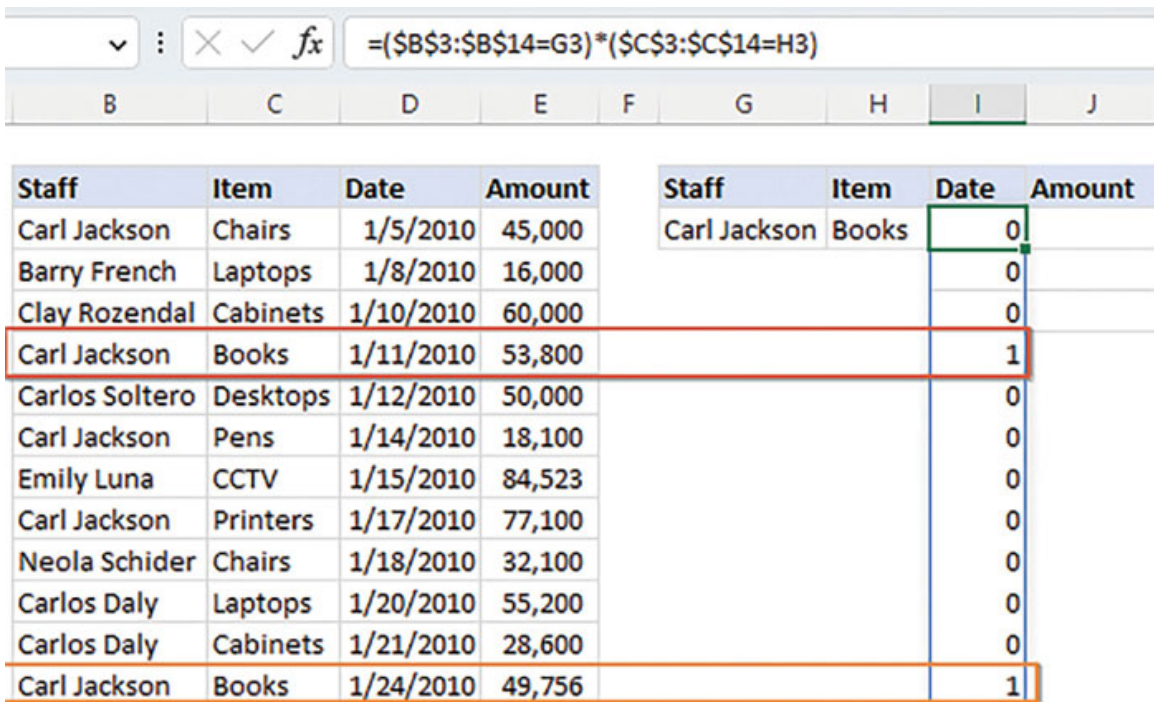 fx =($B$3:$B$14=G3)*($C$3:$C$14=H3)
B C D E F G H I J
Staff Item Date Amount Staff Item Date Amount
Carl Jackson Chairs 1/5/2010 45,000 Carl Jackson Books 0
Barry French Laptops 1/8/2010 16,000 0
Clay Rozendal Cabinets 1/10/2010 60,000 0
Carl Jackson Books 1/11/2010 53,800 1
Carlos Soltero Desktops 1/12/2010 50,000 0
Carl Jackson Pens 1/14/2010 18,100 0
Emily Luna CCTV 1/15/2010 84,523 0
Carl Jackson Printers 1/17/2010 77,100 0
Neola Schider Chairs 1/18/2010 32,100 0
Carlos Daly Laptops 1/20/2010 55,200 0
Carlos Daly Cabinets 1/21/2010 28,600 0
Carl Jackson Books 1/24/2010 49,756 1